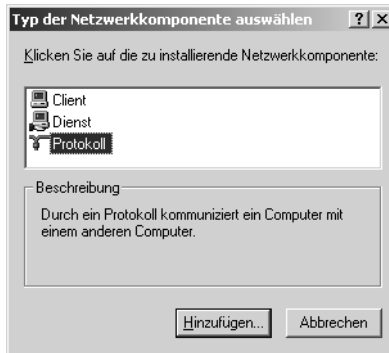 Typ der Netzwerkkomponente auswählen
Klicken Sie auf die zu installierende Netzwerkkomponente:
Client
Dienst
Protokoll
Beschreibung
Durch ein Protokoll kommuniziert ein Computer mit
einem anderen Computer.
Hinzufügen... Abbrechen